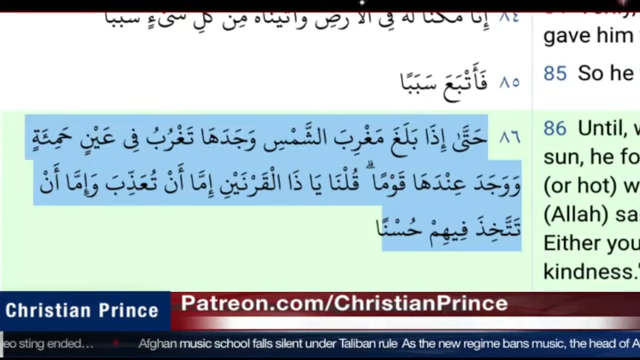 ٨٤ إِنَّا مَكَّنَّا لَهُ فِي الْأَرْضِ وَآتَيْنَاهُ مِن كُلِّ شَيْءٍ سَبَبًا
gave him
٨٥ فَأَتْبَعَ سَبَبًا
85 So he
٨٦ حَتَّىٰ إِذَا بَلَغَ مَغْرِبَ الشَّمْسِ وَجَدَهَا تَغْرُبُ فِي عَيْنٍ حَمِئَةٍ
وَوَجَدَ عِندَهَا قَوْمًا ۗ قُلْنَا يَا ذَا الْقَرْنَيْنِ إِمَّا أَن تُعَذِّبَ وَإِمَّا أَن
تَتَّخِذَ فِيهِمْ حُسْنًا
86 Until,
sun, he fo
(or hot) w
(Allah) sa
Either you
kindness."
Christian Prince
Patreon.com/ChristianPrince
eo sting ended... Afghan music school falls silent under Taliban rule As the new regime bans music, the head of A